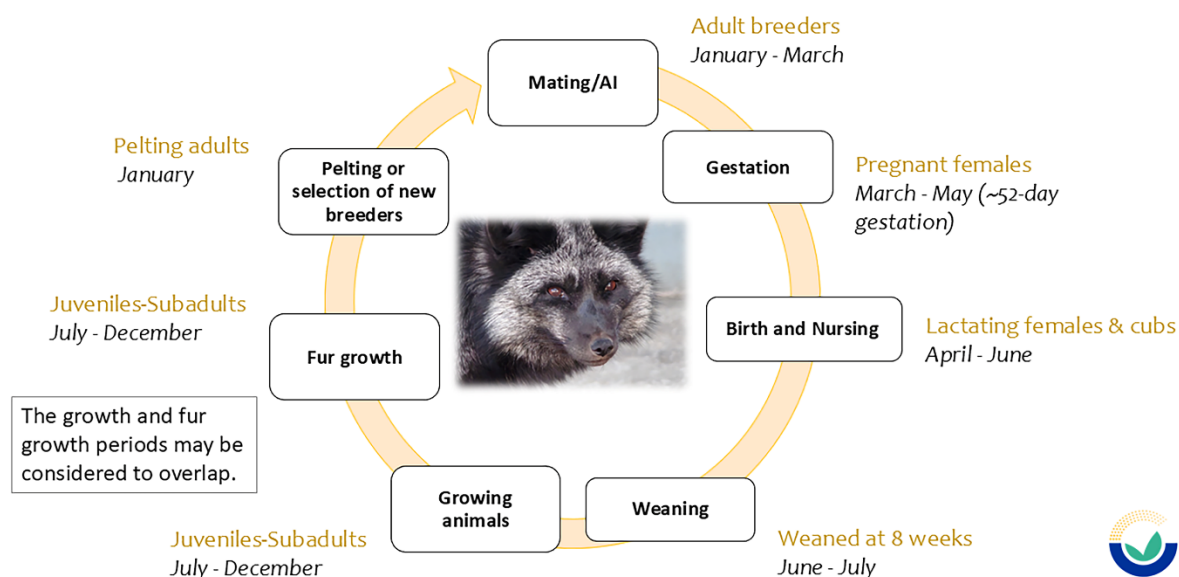 Adult breeders
January - March
Mating/AI
Gestation
Pregnant females
March - May (~52-day
gestation)
Birth and Nursing
Lactating females & cubs
April - June
Weaning
Weaned at 8 weeks
June - July
Growing
animals
Juveniles-Subadults
July - December
Fur growth
Juveniles-Subadults
July - December
The growth and fur
growth periods may be
considered to overlap.
Pelting or
selection of new
breeders
Pelting adults
January